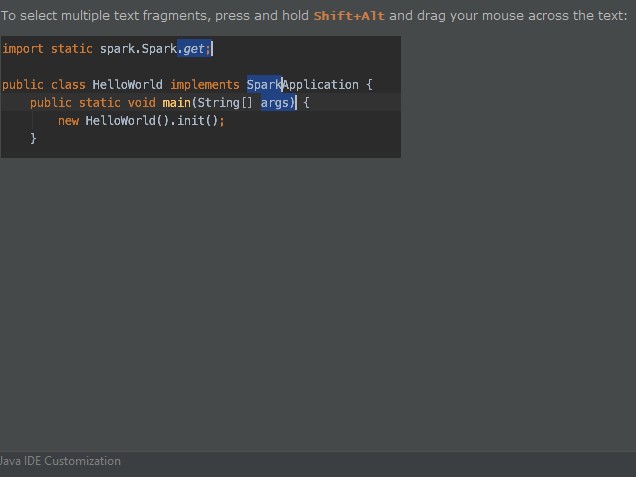 To select multiple text fragments, press and hold Shift+Alt and drag your mouse across the text:
import static spark.Spark.get;
public class HelloWorld implements SparkApplication {
public static void main(String[] args) {
new HelloWorld().init();
}
Java IDE Customization